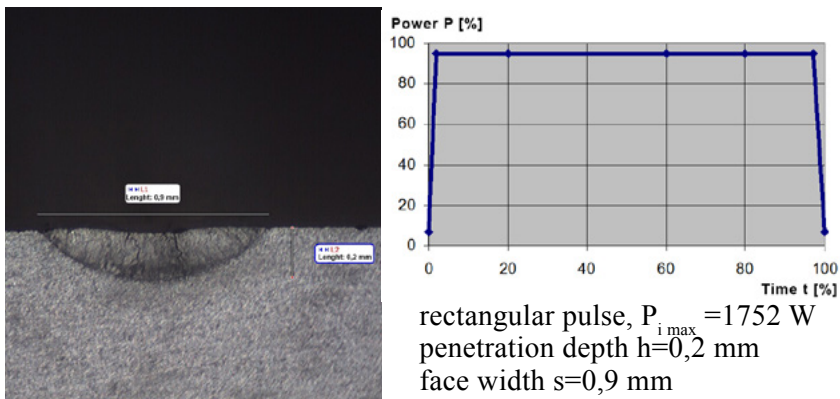 L1
Lenght: 0,9 mm
L2
Lenght: 0,2 mm
Power P [%]
100
80
60
40
20
0
0 20 40 60 80 100
Time t [%]
rectangular pulse, P i max =1752 W
penetration depth h=0,2 mm
face width s=0,9 mm